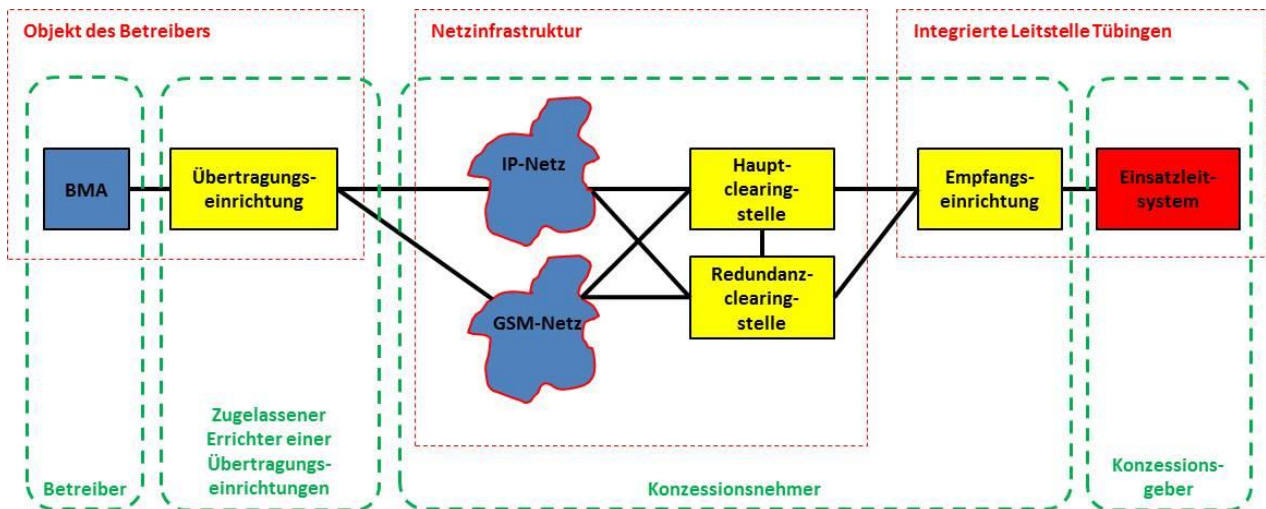 Objekt des Betreibers
Netzinfrastruktur
Integrierte Leitstelle Tübingen
BMA
Übertragungs-
einrichtung
IP-Netz
GSM-Netz
Haupt-
clearing-
stelle
Redundanz-
clearing-
stelle
Empfangs-
einrichtung
Einsatzleit-
system
Betreiber
Zugelassener
Errichter einer
Übertragungs-
einrichtungen
Konzessionsnehmer
Konzessions-
geber